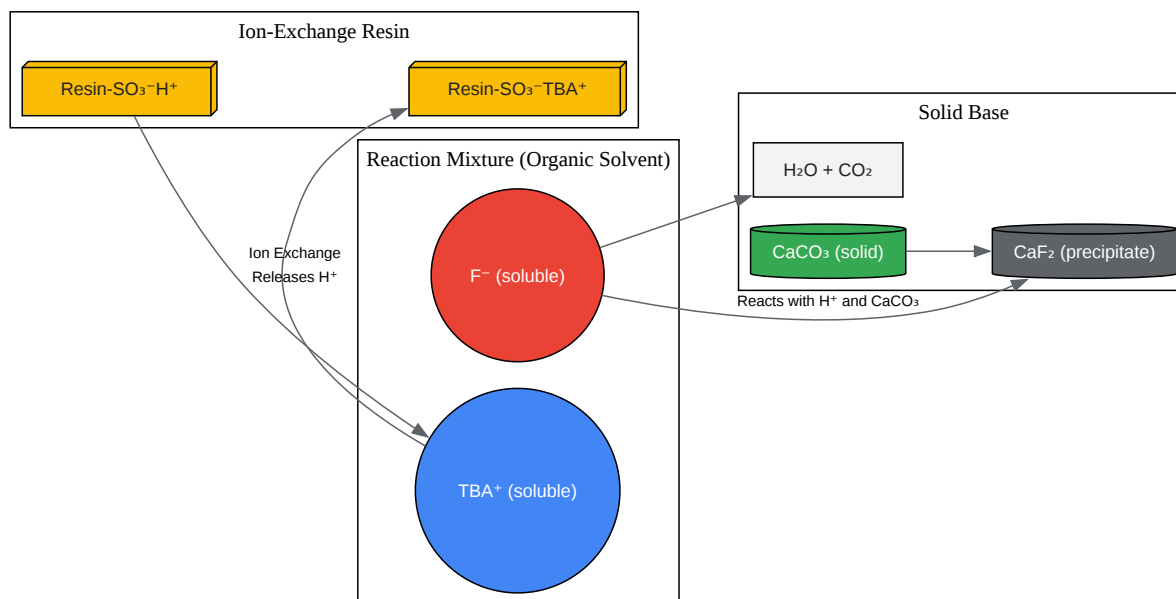 Ion-Exchange Resin
Resin-SO₃⁻H⁺
Resin-SO₃⁻TBA⁺
Solid Base
H₂O + CO₂
CaCO₃ (solid)
CaF₂ (precipitate)
Reaction Mixture (Organic Solvent)
F⁻ (soluble)
TBA⁺ (soluble)
Ion Exchange
Releases H⁺
Reacts with H⁺ and CaCO₃